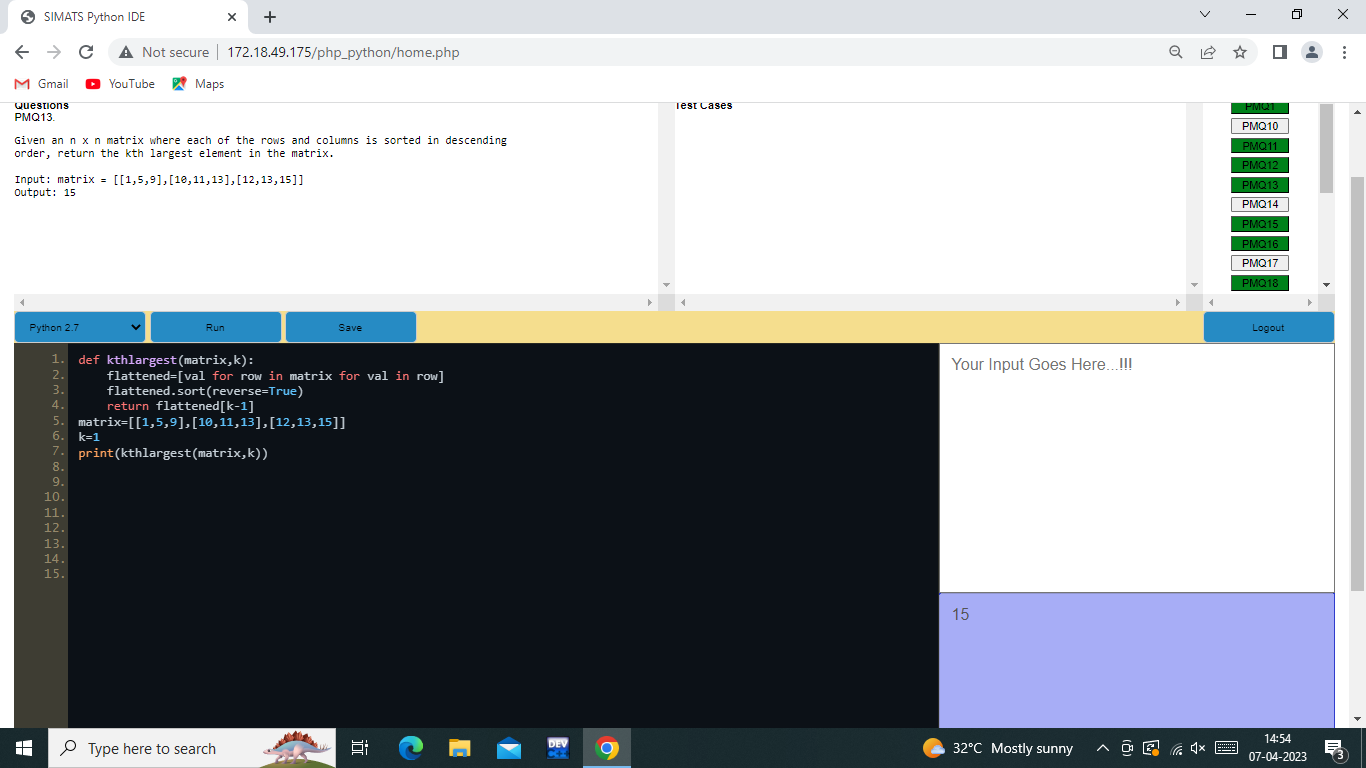 SIMATS Python IDE
Not secure
172.18.49.175/php_python/home.php
Gmail
YouTube
Maps
Questions
PMQ13.
Given an n x n matrix where each of the rows and columns is sorted in descending
order, return the kth largest element in the matrix.
Input: matrix = [[1,5,9],[10,11,13],[12,13,15]]
Output: 15
Test Cases
PMQ1
PMQ10
PMQ11
PMQ12
PMQ13
PMQ14
PMQ15
PMQ16
PMQ17
PMQ18
Python 2.7
Run
Save
Logout
1. def kthlargest(matrix,k):
2. flattened=[val for row in matrix for val in row]
3. flattened.sort(reverse=True)
4. return flattened[k-1]
5. matrix=[[1,5,9],[10,11,13],[12,13,15]]
6. k=1
7. print(kthlargest(matrix,k))
8.
9.
10.
11.
12.
13.
14.
15.
Your Input Goes Here...!!!
15
Type here to search
DEV
32°C Mostly sunny
14:54
07-04-2023
3